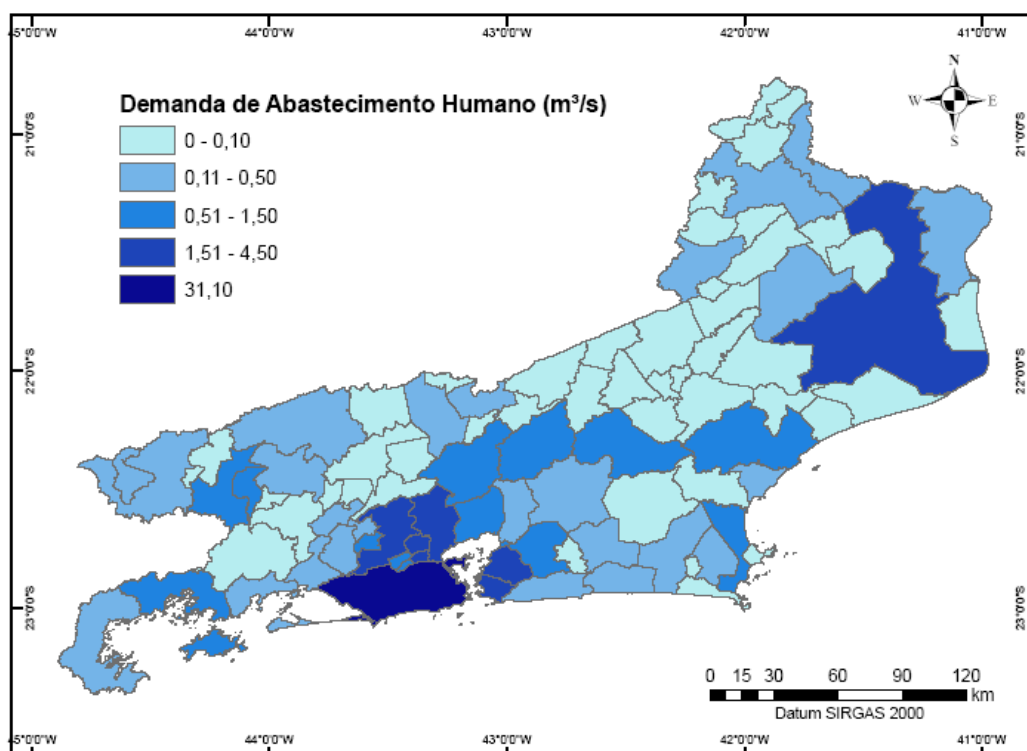 45°0'0"W 44°0'0"W 43°0'0"W 42°0'0"W 41°0'0"W
N
W E
S
Demanda de Abastecimento Humano (m³/s)
0 - 0,10
0,11 - 0,50
0,51 - 1,50
1,51 - 4,50
31,10
21°0'0"S 21°0'0"S
22°0'0"S 22°0'0"S
23°0'0"S 23°0'0"S
0 15 30 60 90 120
km
Datum SIRGAS 2000
45°0'0"W 44°0'0"W 43°0'0"W 42°0'0"W 41°0'0"W